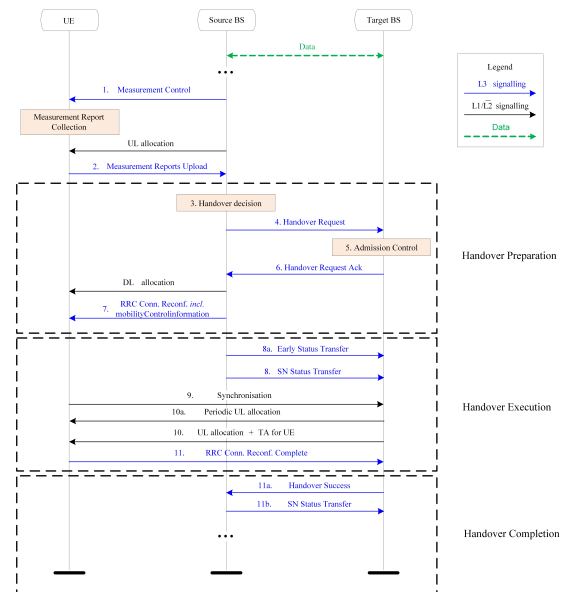 UE
Source BS
Target BS
Data
Legend
L3 signalling
L1/L2 signalling
Data
1. Measurement Control
Measurement Report
Collection
UL allocation
2. Measurement Reports Upload
3. Handover decision
4. Handover Request
5. Admission Control
6. Handover Request Ack
Handover Preparation
DL allocation
7. RRC Conn. Reconf. incl.
mobilityControlinformation
8a. Early Status Transfer
8. SN Status Transfer
9. Synchronisation
Handover Execution
10a. Periodic UL allocation
10. UL allocation + TA for UE
11. RRC Conn. Reconf. Complete
11a. Handover Success
11b. SN Status Transfer
Handover Completion